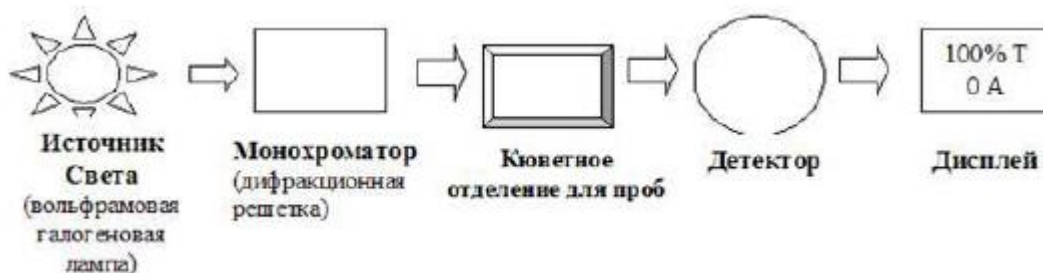 Источник
Света
(вольфрамовая
галогеновая
лампа)
Монохроматор
(дифракционная
решетка)
Кюветное
отделение для проб
Детектор
100% T
0 A
Дисплей